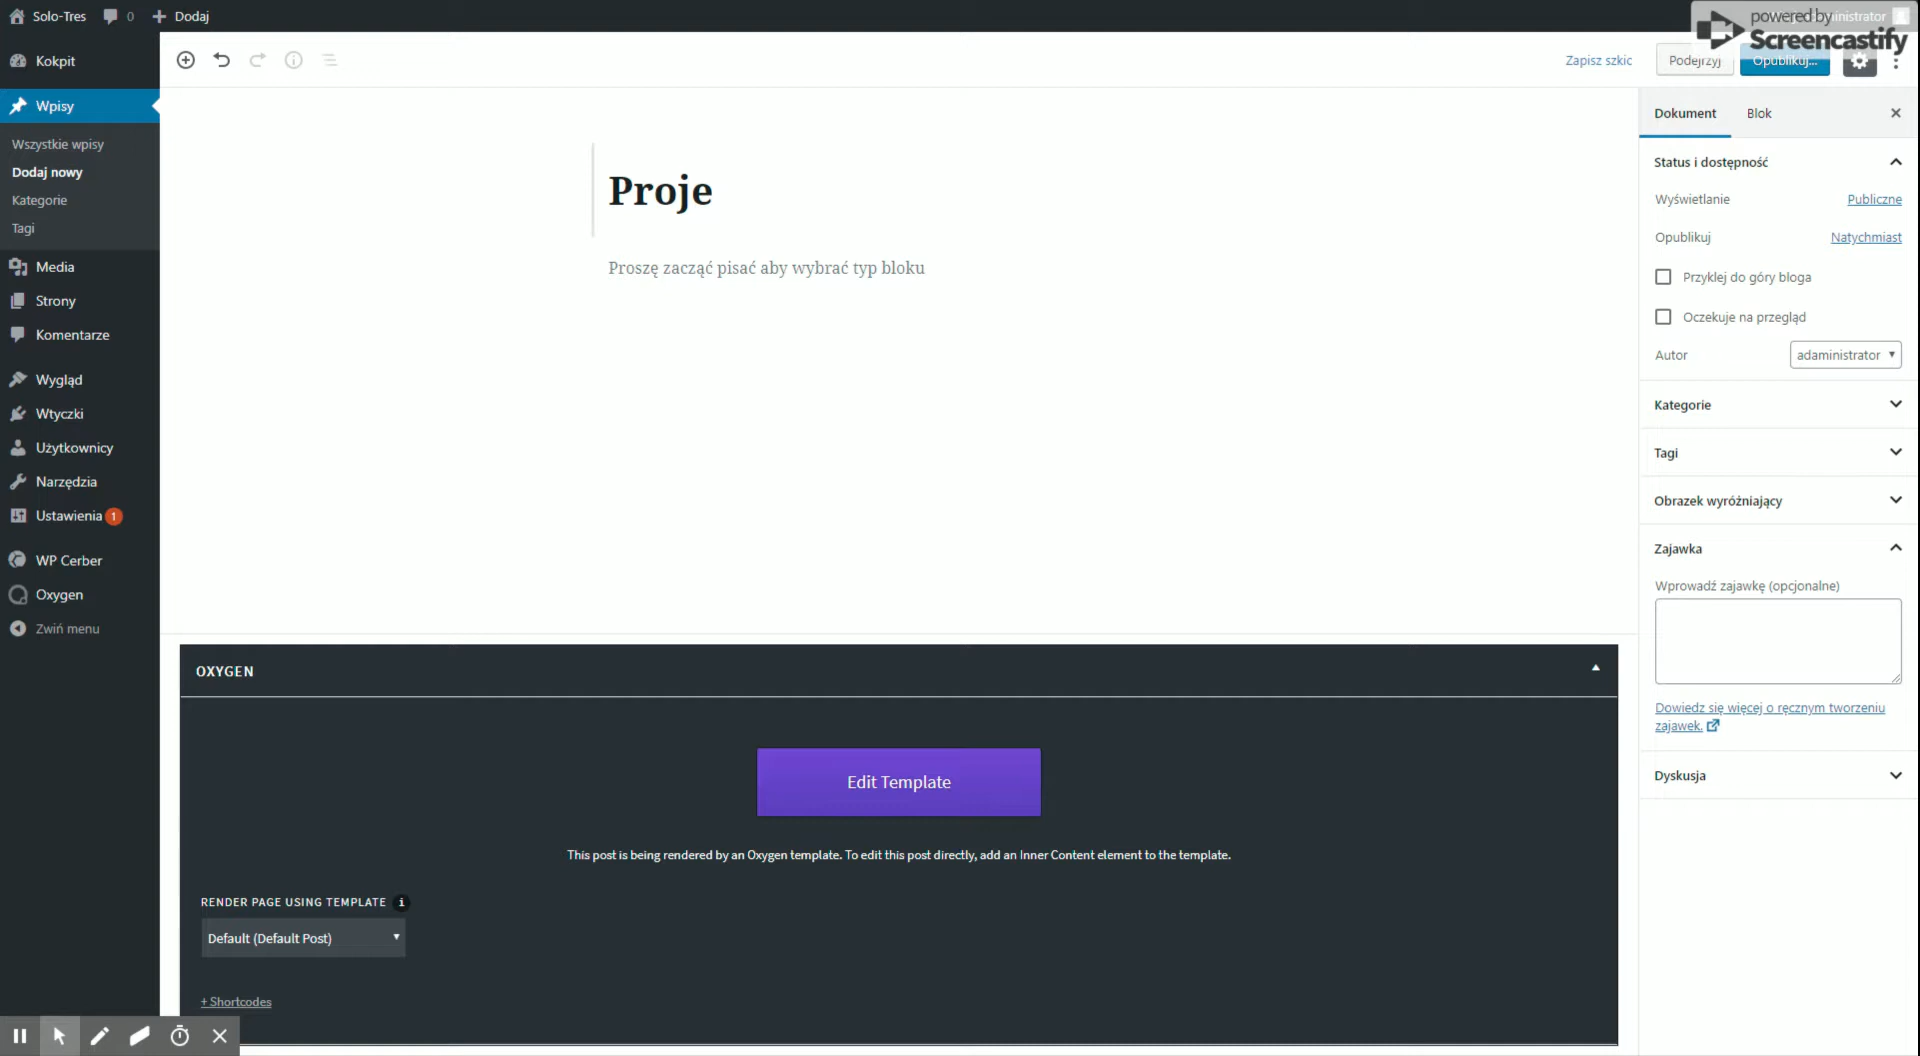 Solo-Tres
0
Dodaj
powered by
Screencastify
Kokpit
Wpisy
Wszystkie wpisy
Dodaj nowy
Kategorie
Tagi
Media
Strony
Komentarze
Wygląd
Wtyczki
Użytkownicy
Narzędzia
Ustawienia 1
WP Cerber
Oxygen
Zwiń menu
Zapisz szkic
Podejrzyj
Opublikuj...
Proje
Proszę zacząć pisać aby wybrać typ bloku
OXYGEN
Edit Template
This post is being rendered by an Oxygen template. To edit this post directly, add an Inner Content element to the template.
RENDER PAGE USING TEMPLATE i
Default (Default Post)
+ Shortcodes
Dokument
Blok
Status i dostępność
Wyświetlanie
Publiczne
Opublikuj
Natychmiast
Przyklej do góry bloga
Oczekuje na przegląd
Autor
adaministrator
Kategorie
Tagi
Obrazek wyróżniający
Zajawka
Wprowadź zajawkę (opcjonalne)
Dowiedz się więcej o ręcznym tworzeniu
zajawek.
Dyskusja